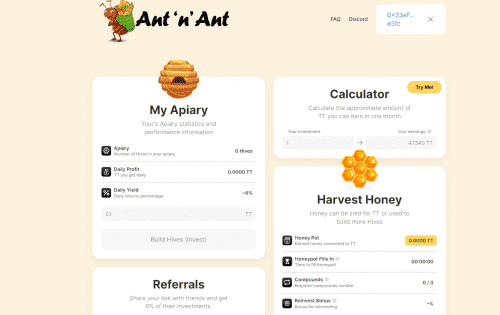 Ant 'n' Ant
FAQ
Discord
0x33eF...
e3fc
My Apiary
Your's Apiary statistics and
performance information
Apiary
Number of Hives in your apiary
0 Hives
Daily Profit
TT you get daily
0.0000 TT
Daily Yield
Daily returns percentage
~6%
0.1
TT
Build Hives (Invest)
Referrals
Share your link with friends and get
6% of their investments.
Try Me!
Calculator
Calculate the approximate amount of
TT you can earn in one month
Your investment
Your earnings
1
4.1340 TT
Harvest Honey
Honey can be sold for TT or used to
build more Hives
Honey Pot
Earned honey converted to TT
0.0000 TT
Honeypot Fills In
Time to fill honeypot
00:00:00
Compounds
Required compounds number
0 / 0
Reinvest Bonus
Bonus for reinvesting
~%